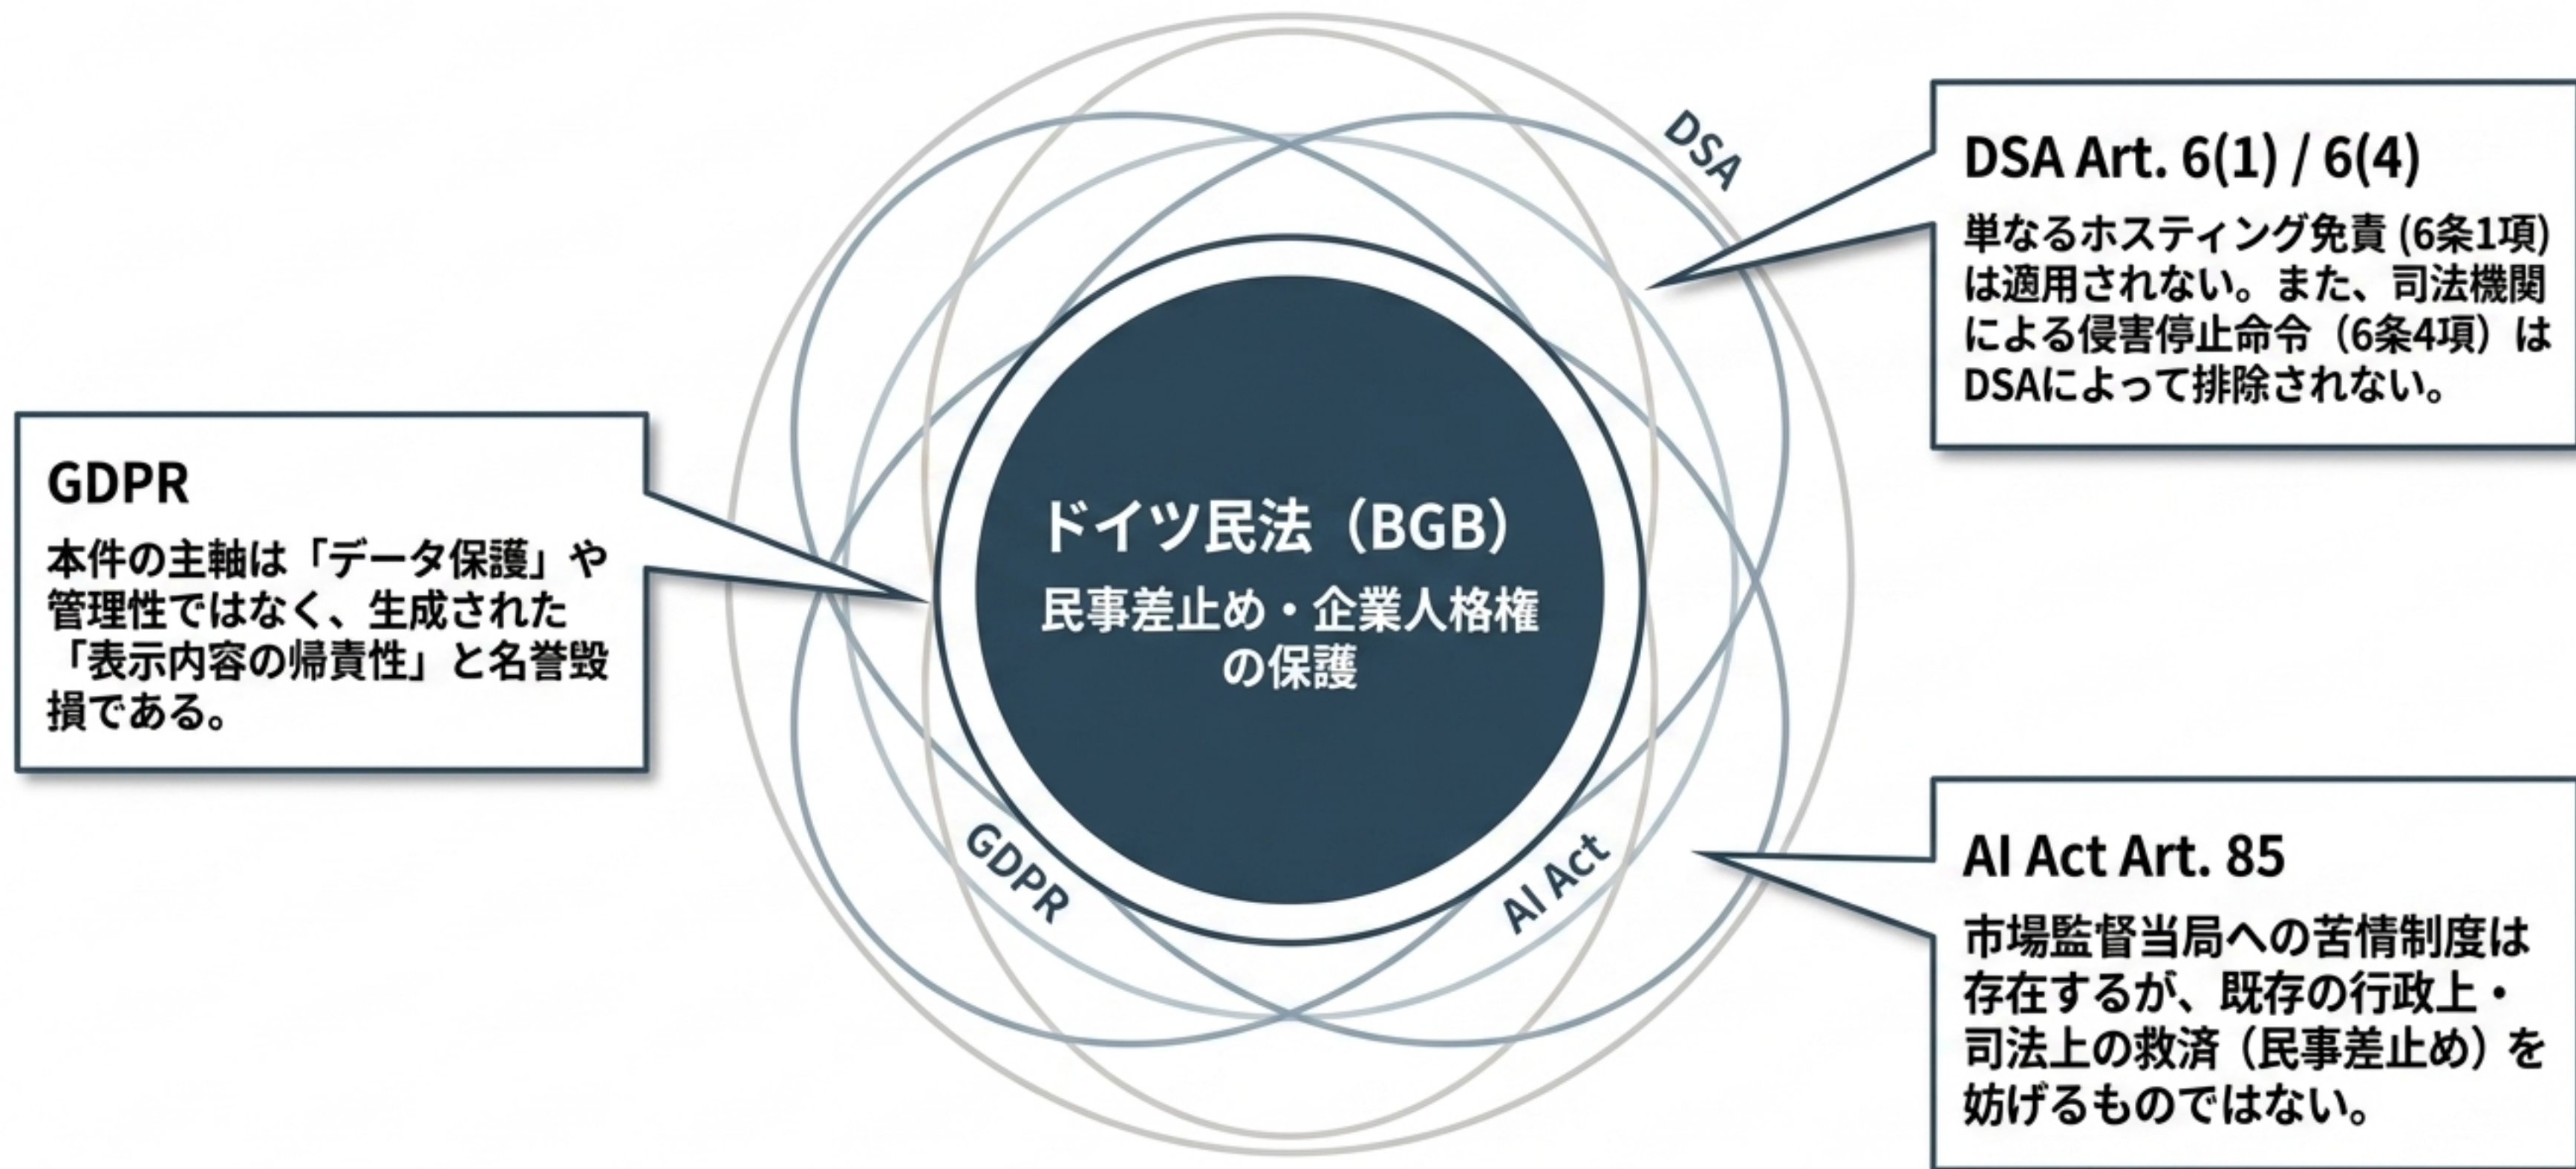 DSA
DSA Art. 6(1) / 6(4)
単なるホスティング免責 (6条1項)
は適用されない。また、司法機関
による侵害停止命令（6条4項）は
DSAによって排除されない。
GDPR
本件の主軸は「データ保護」や
管理性ではなく、生成された
「表示内容の帰責性」と名誉毀
損である。
ドイツ民法（BGB）
民事差止め・企業人格権
の保護
GDPR
AI Act
AI Act Art. 85
市場監督当局への苦情制度は
存在するが、既存の行政上・
司法上の救済（民事差止め）を
妨げるものではない。